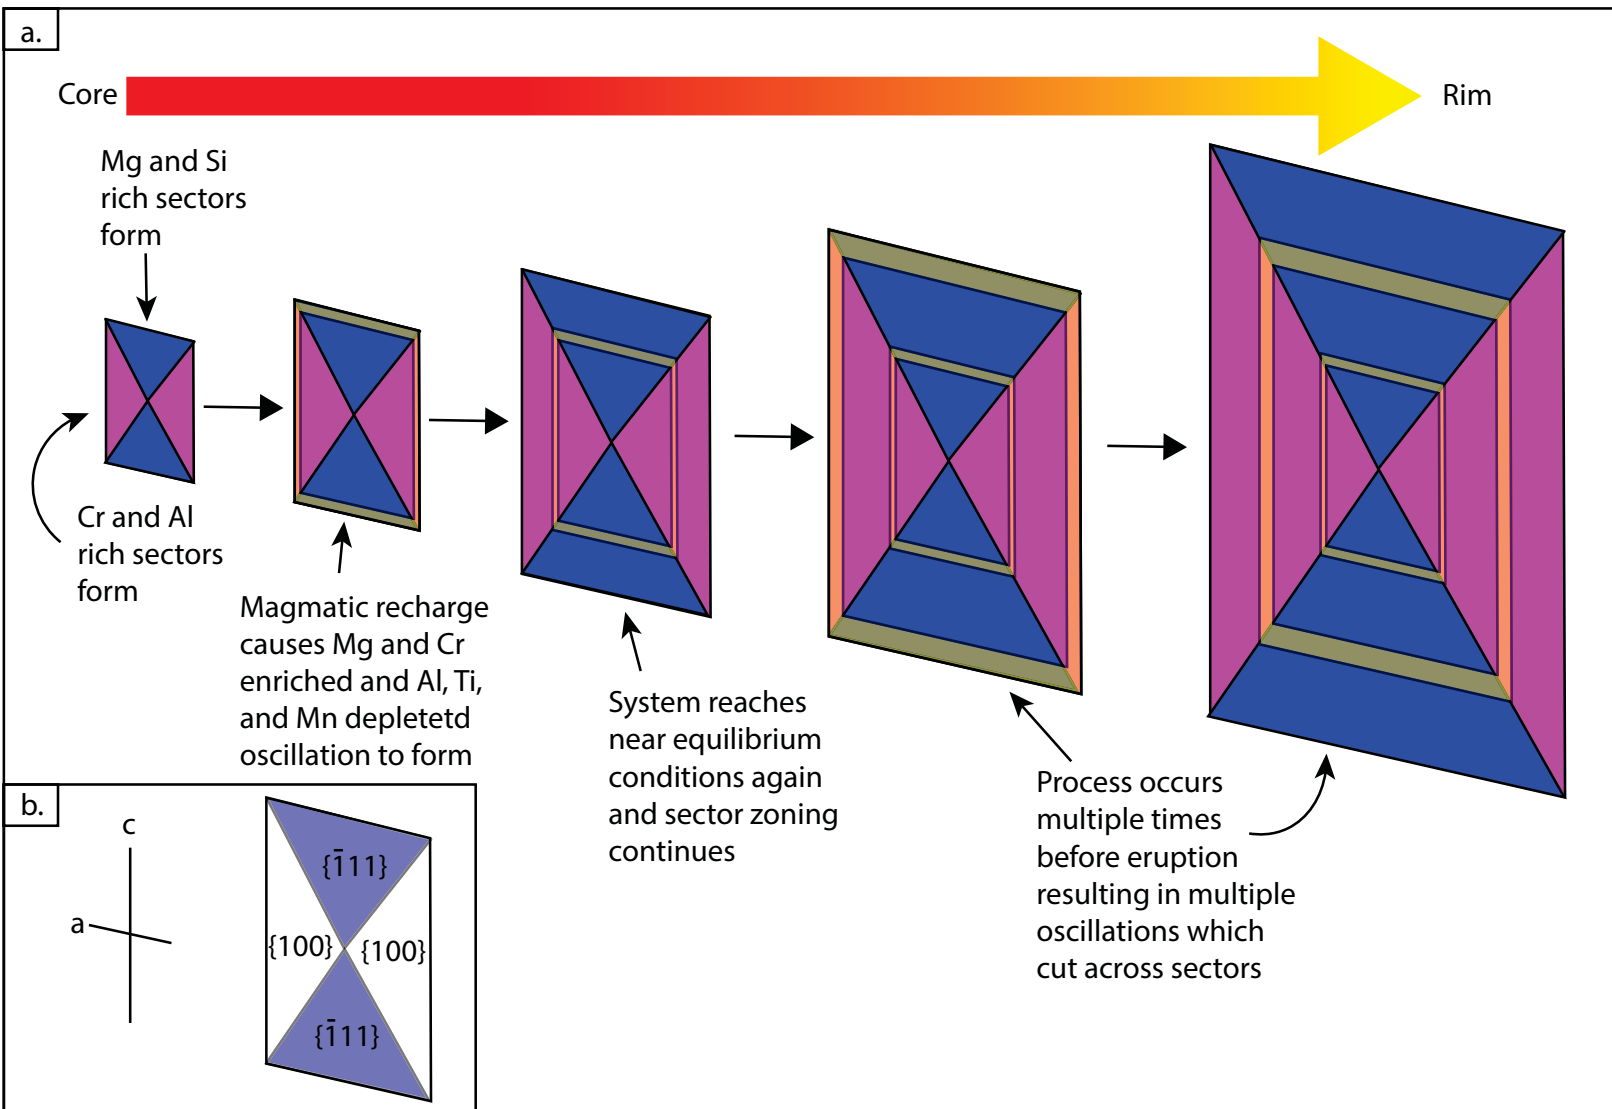 a.
Core
Rim
Mg and Si
rich sectors
form
Cr and Al
rich sectors
form
Magmatic recharge
causes Mg and Cr
enriched and Al, Ti,
and Mn depletetd
oscillation to form
System reaches
near equilibrium
conditions again
and sector zoning
continues
Process occurs
multiple times
before eruption
resulting in multiple
oscillations which
cut across sectors
b.
c
a
{1̄11}
{100} {100}
{1̄11}